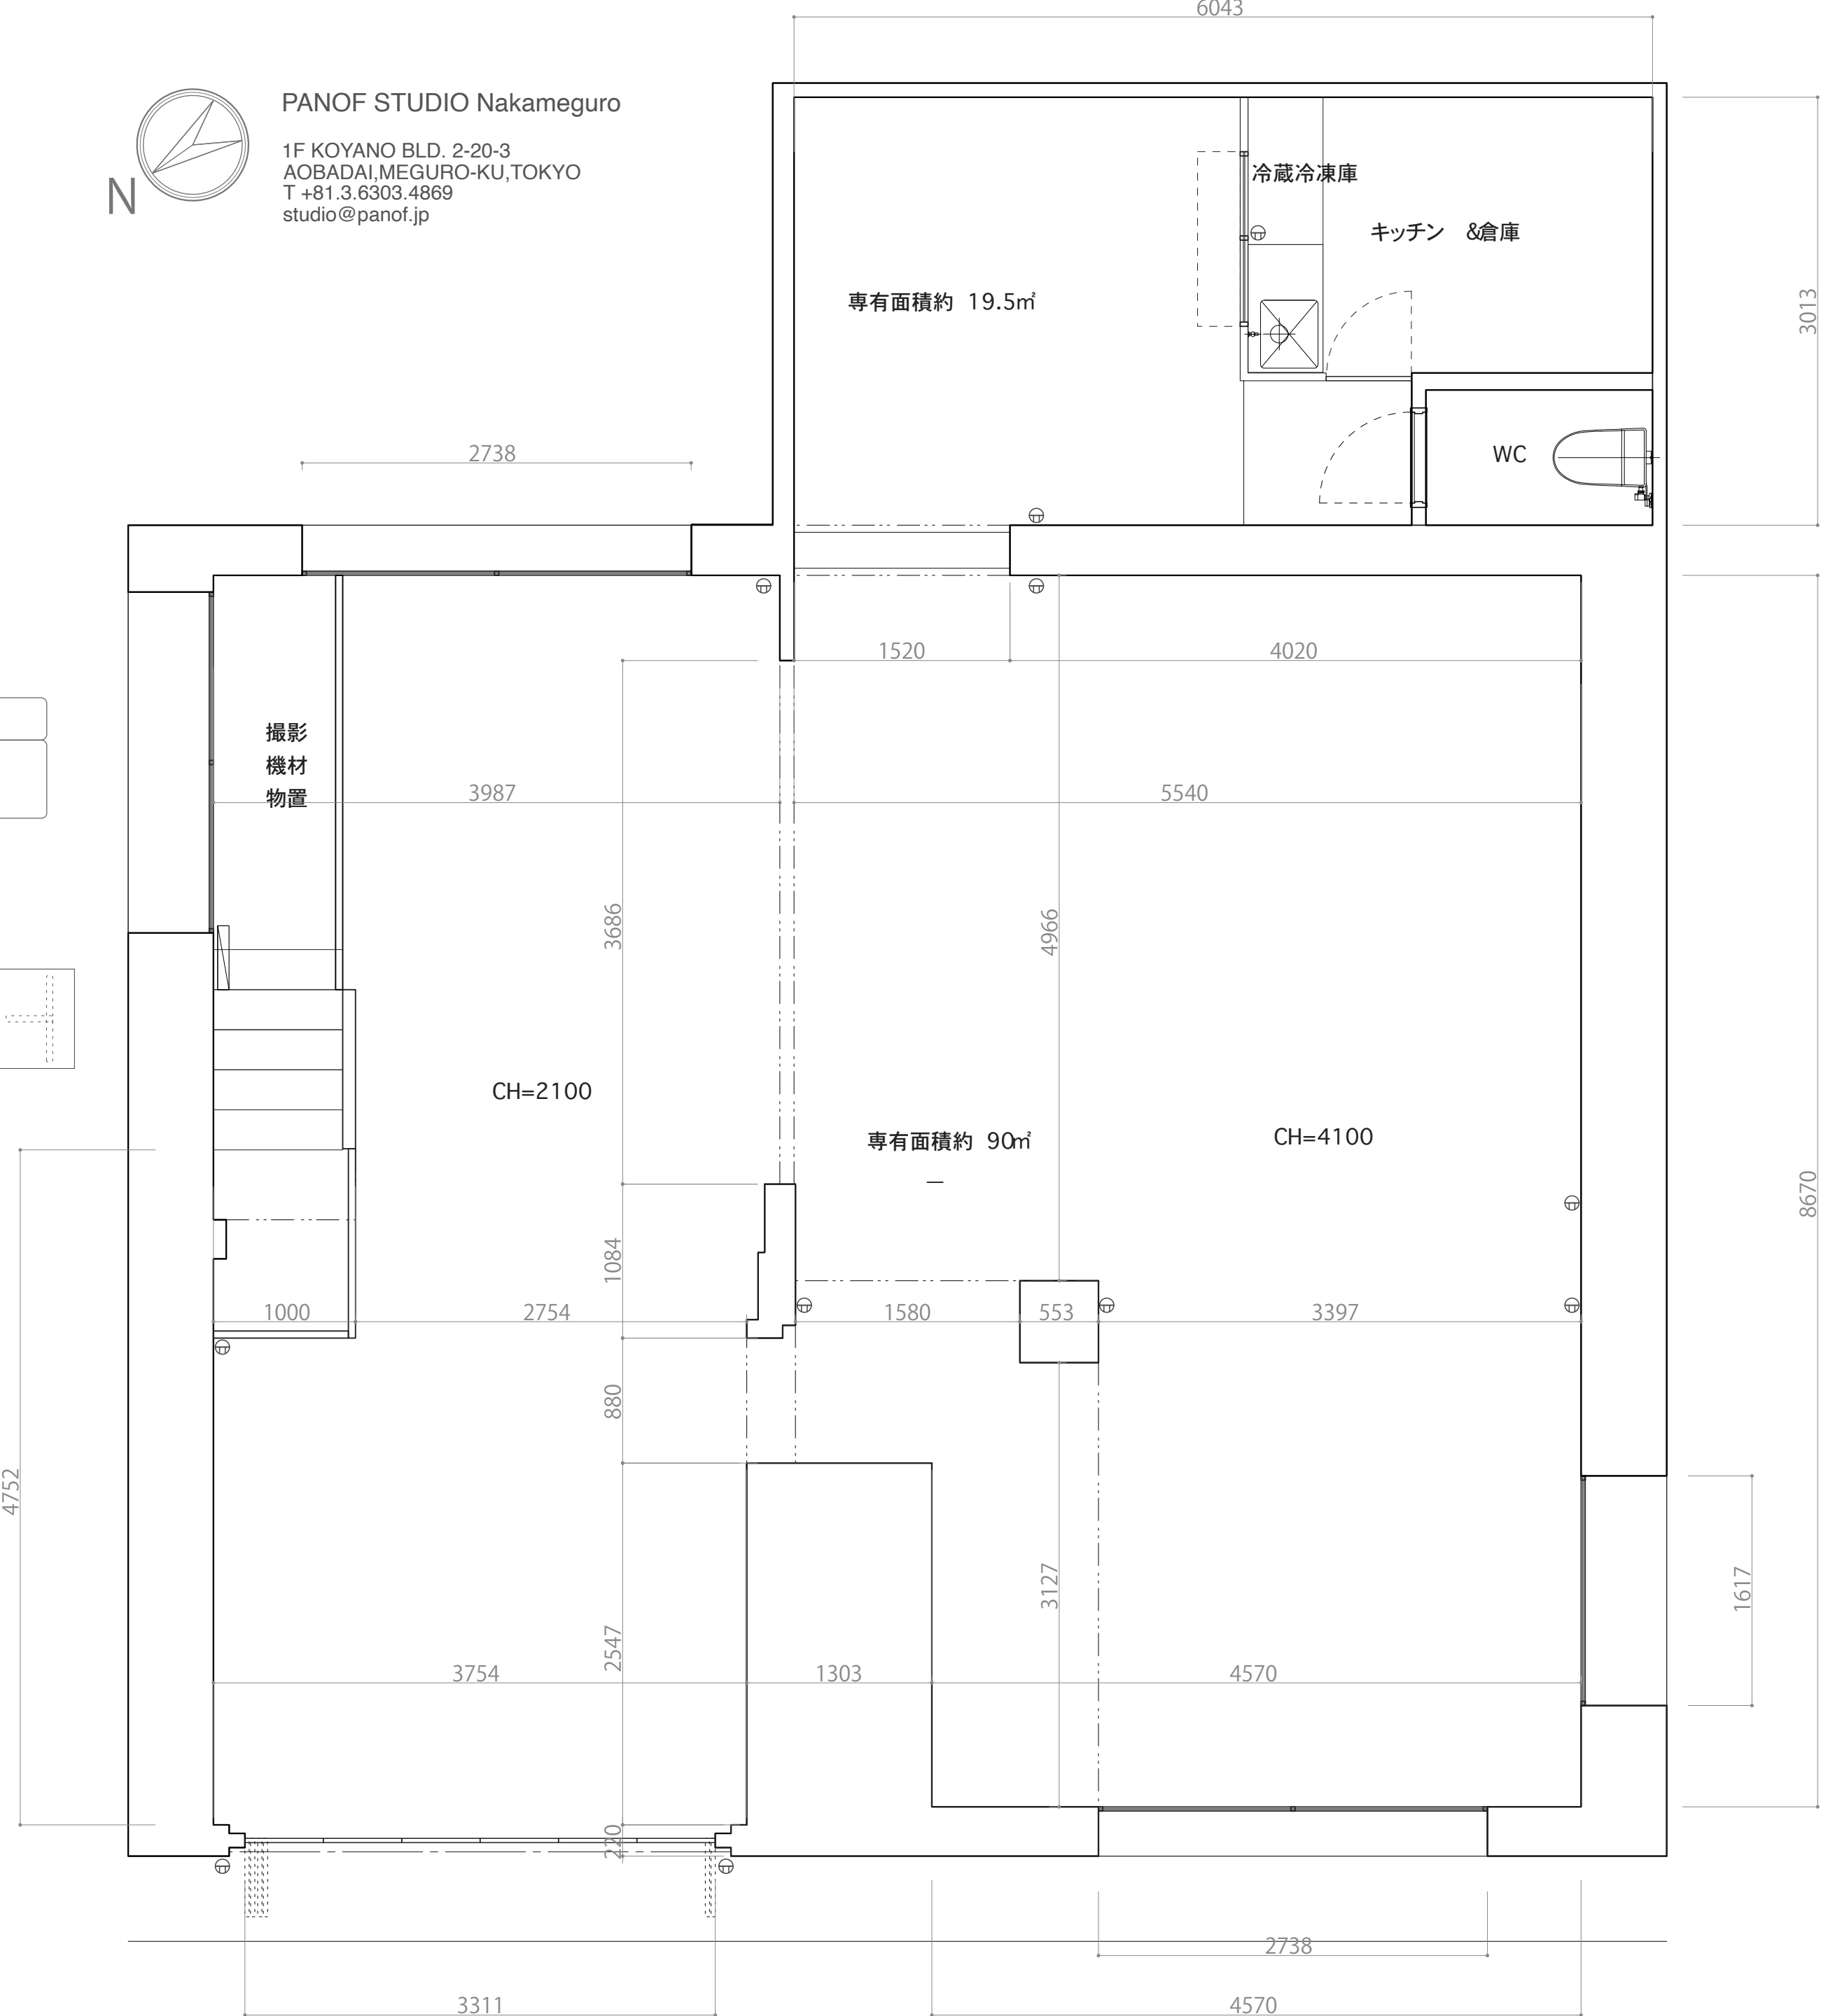 6043
PANOF STUDIO Nakameguro
1F KOYANO BLD. 2-20-3
AOBADAI,MEGURO-KU,TOKYO
T +81.3.6303.4869
studio@panof.jp
N
冷蔵冷凍庫
キッチン &倉庫
専有面積約 19.5㎡
3013
2738
WC
1520
4020
撮影
機材
物置
3987
5540
3686
4966
CH=2100
専有面積約 90㎡
CH=4100
8670
1084
1000
2754
1580
553
3397
880
4752
3127
1617
2547
3754
1303
4570
220
2738
3311
4570